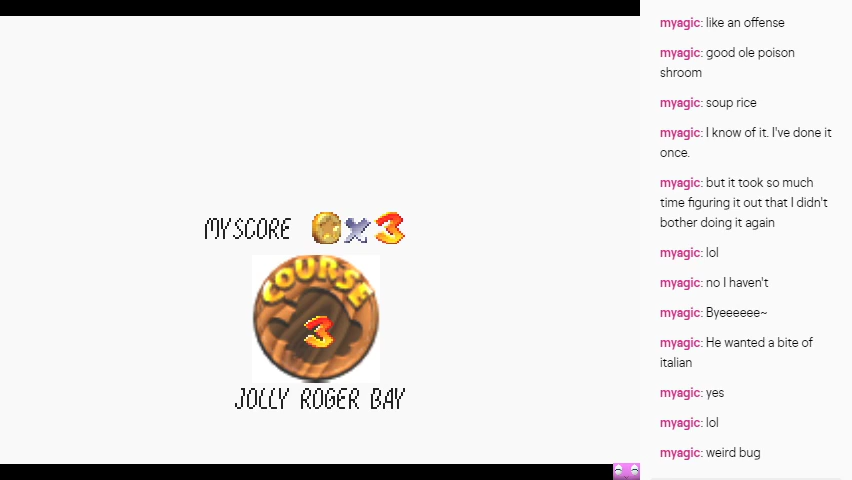 MYSCORE 0×3
COURSE
3
JOLLY ROGER BAY
myagic: like an offense
myagic: good ole poison
shroom
myagic: soup rice
myagic: I know of it. I've done it
once.
myagic: but it took so much
time figuring it out that I didn't
bother doing it again
myagic: lol
myagic: no I haven't
myagic: Byeeeeee~
myagic: He wanted a bite of
italian
myagic: yes
myagic: lol
myagic: weird bug